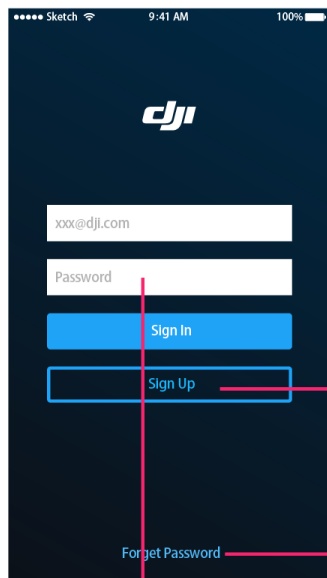 Sketch 9:41 AM 100%
dji
xxx@dji.com
Password
Sign In
Sign Up
Forget Password